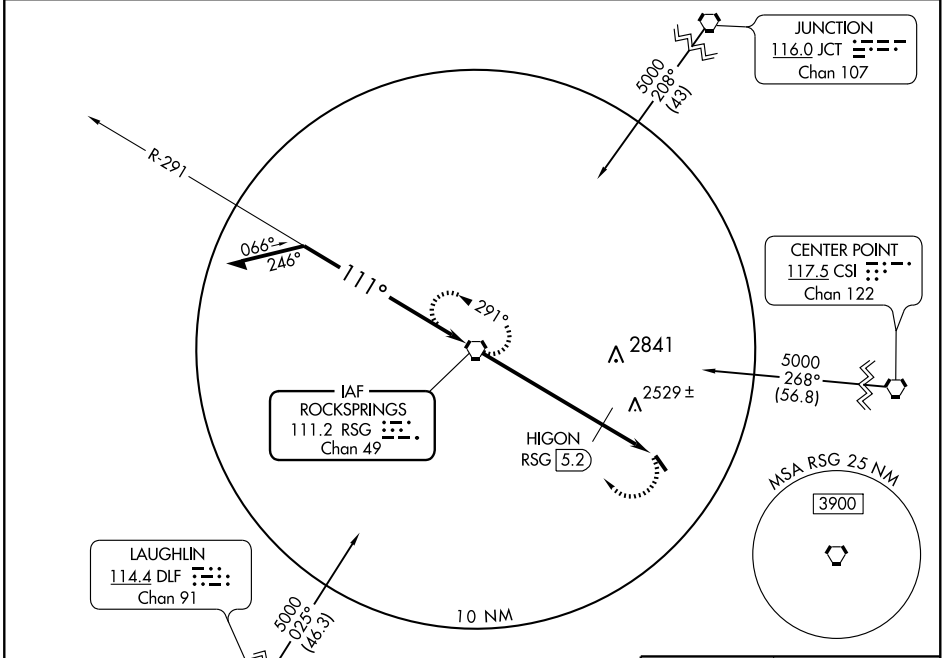 JUNCTION
116.0 JCT
Chan 107
5000
208°
(43)
R-291
066°
246°
111°
291°
CENTER POINT
117.5 CSI
Chan 122
2841
5000
268°
(56.8)
2529 ±
IAF
ROCKSPRINGS
111.2 RSG
Chan 49
HIGON
RSG 5.2
MSA RSG 25 NM
3900
LAUGHLIN
114.4 DLF
Chan 91
5000
025°
(46.3)
10 NM